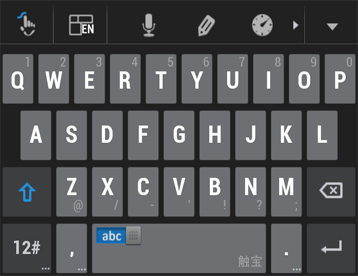 EN
1 2 3 4 5 6 7 8 9 0
Q W E R T Y U I O P
A S D F G H J K L
Z X C V B N M
@ / - ' ! ? ;
abc
12# , 触宝 .